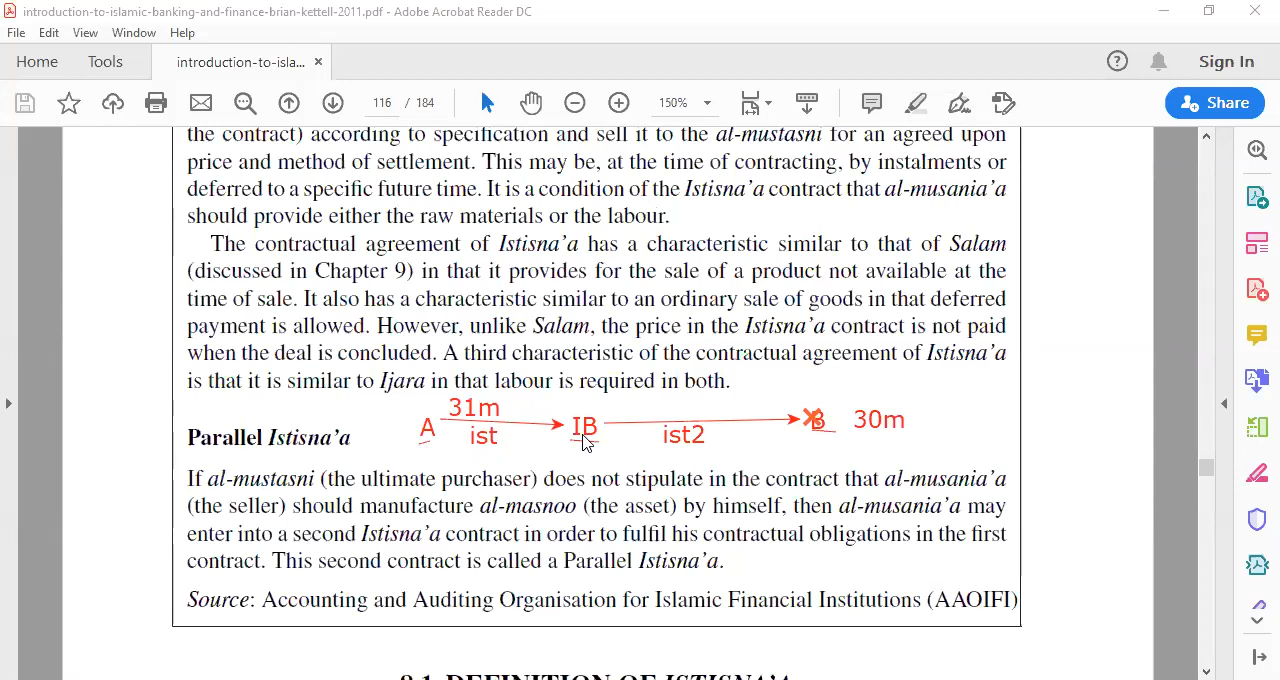 introduction-to-islamic-banking-and-finance-brian-kettell-2011.pdf - Adobe Acrobat Reader DC
File Edit View Window Help
Home Tools introduction-to-isla... × Sign In
116 / 184 150% Share
the contract) according to specification and sell it to the al-mustasni for an agreed upon
price and method of settlement. This may be, at the time of contracting, by instalments or
deferred to a specific future time. It is a condition of the Istisna’a contract that al-musania’a
should provide either the raw materials or the labour.
The contractual agreement of Istisna’a has a characteristic similar to that of Salam
(discussed in Chapter 9) in that it provides for the sale of a product not available at the
time of sale. It also has a characteristic similar to an ordinary sale of goods in that deferred
payment is allowed. However, unlike Salam, the price in the Istisna’a contract is not paid
when the deal is concluded. A third characteristic of the contractual agreement of Istisna’a
is that it is similar to Ijara in that labour is required in both.
31m
A IB B 30m
ist ist2
Parallel Istisna’a
If al-mustasni (the ultimate purchaser) does not stipulate in the contract that al-musania’a
(the seller) should manufacture al-masnoo (the asset) by himself, then al-musania’a may
enter into a second Istisna’a contract in order to fulfil his contractual obligations in the first
contract. This second contract is called a Parallel Istisna’a.
Source: Accounting and Auditing Organisation for Islamic Financial Institutions (AAOIFI)
8.1 DEFINITION OF ISTISNA’A